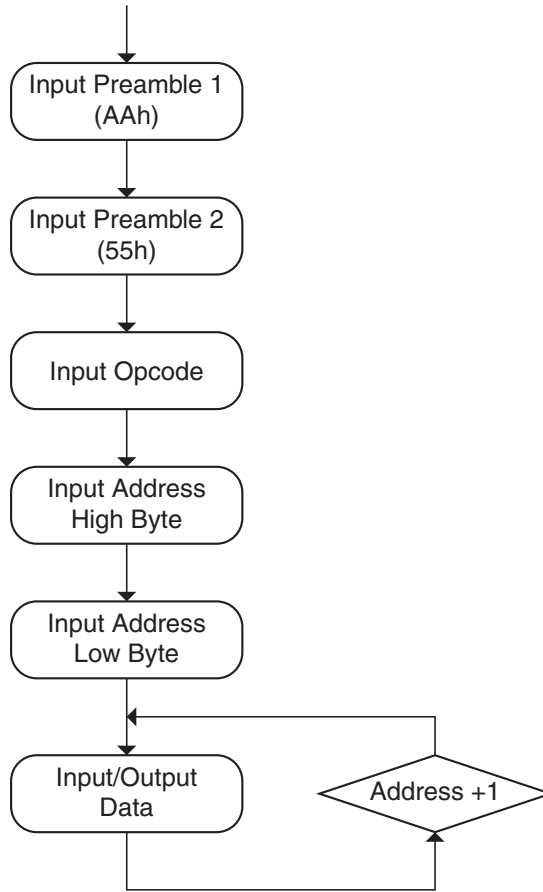 Input Preamble 1
(AAh)
Input Preamble 2
(55h)
Input Opcode
Input Address
High Byte
Input Address
Low Byte
Input/Output
Data
Address +1